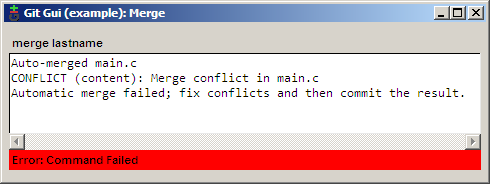 Git Gui (example): Merge
merge lastname
Auto-merged main.c
CONFLICT (content): Merge conflict in main.c
Automatic merge failed; fix conflicts and then commit the result.
Error: Command Failed